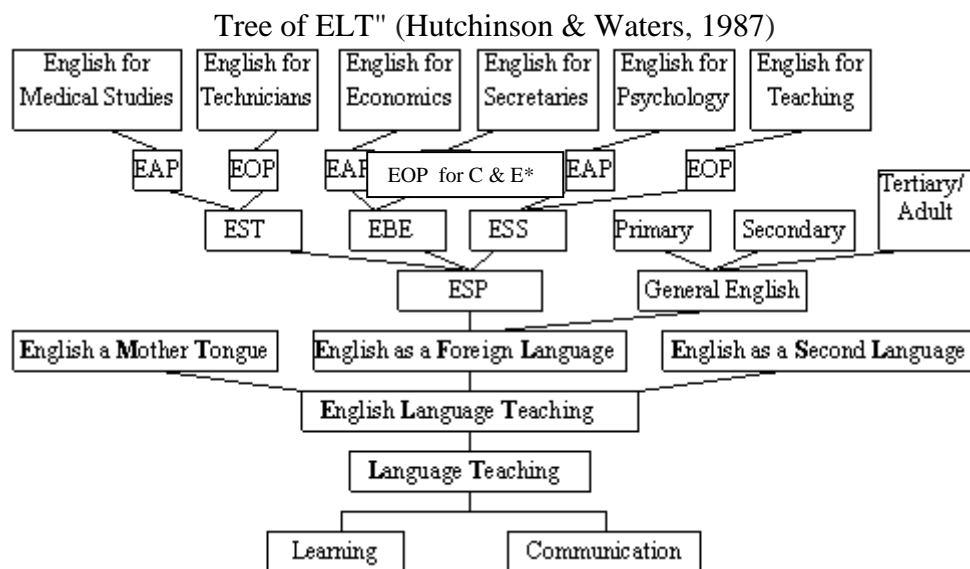 Tree of ELT" (Hutchinson & Waters, 1987)
English for Medical Studies
English for Technicians
English for Economics
English for Secretaries
English for Psychology
English for Teaching
EAP
EOP
EAP
EOP for C & E*
EAP
EOP
Tertiary/
Adult
EST
EBE
ESS
Primary
Secondary
ESP
General English
English a Mother Tongue
English as a Foreign Language
English as a Second Language
English Language Teaching
Language Teaching
Learning
Communication